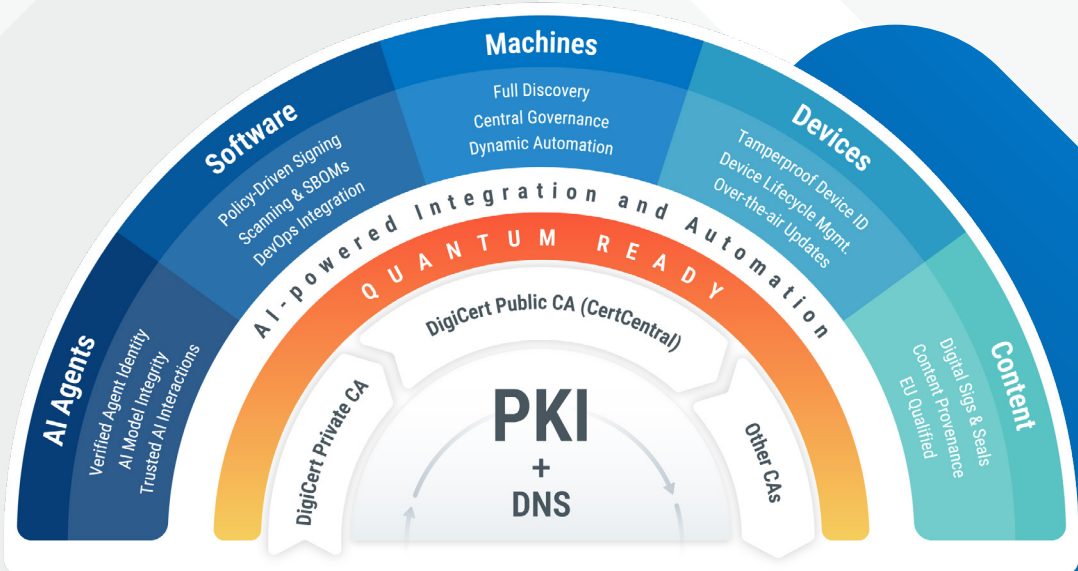 Machines
Full Discovery
Central Governance
Dynamic Automation
Software
Policy-Driven Signing
Scanning & SBOMs
DevOps Integration
Devices
Tamperproof Device ID
Device Lifecycle Mgmt.
Over-the-air Updates
AI Agents
Verified Agent Identity
AI Model Integrity
Trusted AI Interactions
Content
Digital Sigs & Seals
Content Provenance
EU Qualified
AI-powered Integration and Automation
QUANTUM READY
DigiCert Private CA
DigiCert Public CA (CertCentral)
Other CAs
PKI
+
DNS